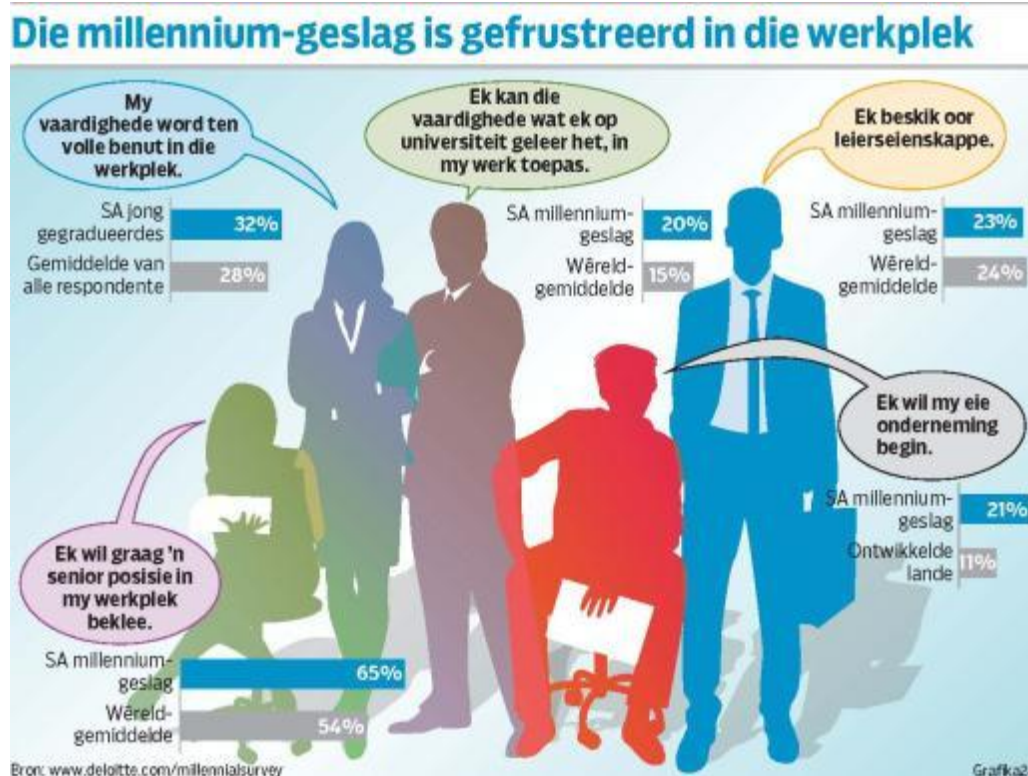 Die millennium-geslag is gefrustreerd in die werkplek
My
vaardighede word ten
volle benut in die
werkplek.
SA jong
gegradueerdes
32%
Gemiddelde van
alle respondente
28%
Ek kan die
vaardighede wat ek op
universiteit geleer het, in
my werk toepas.
SA millennium-
geslag
20%
Wêreld-
gemiddelde
15%
Ek beskik oor
leierseienskappe.
SA millennium-
geslag
23%
Wêreld-
gemiddelde
24%
Ek wil my eie
onderneming
begin.
SA millennium-
geslag
21%
Ontwikkelde
lande
11%
Ek wil graag 'n
senior posisie in
my werkplek
beklee.
SA millennium-
geslag
65%
Wêreld-
gemiddelde
54%
Bron: www.deloitte.com/millennialsurvey